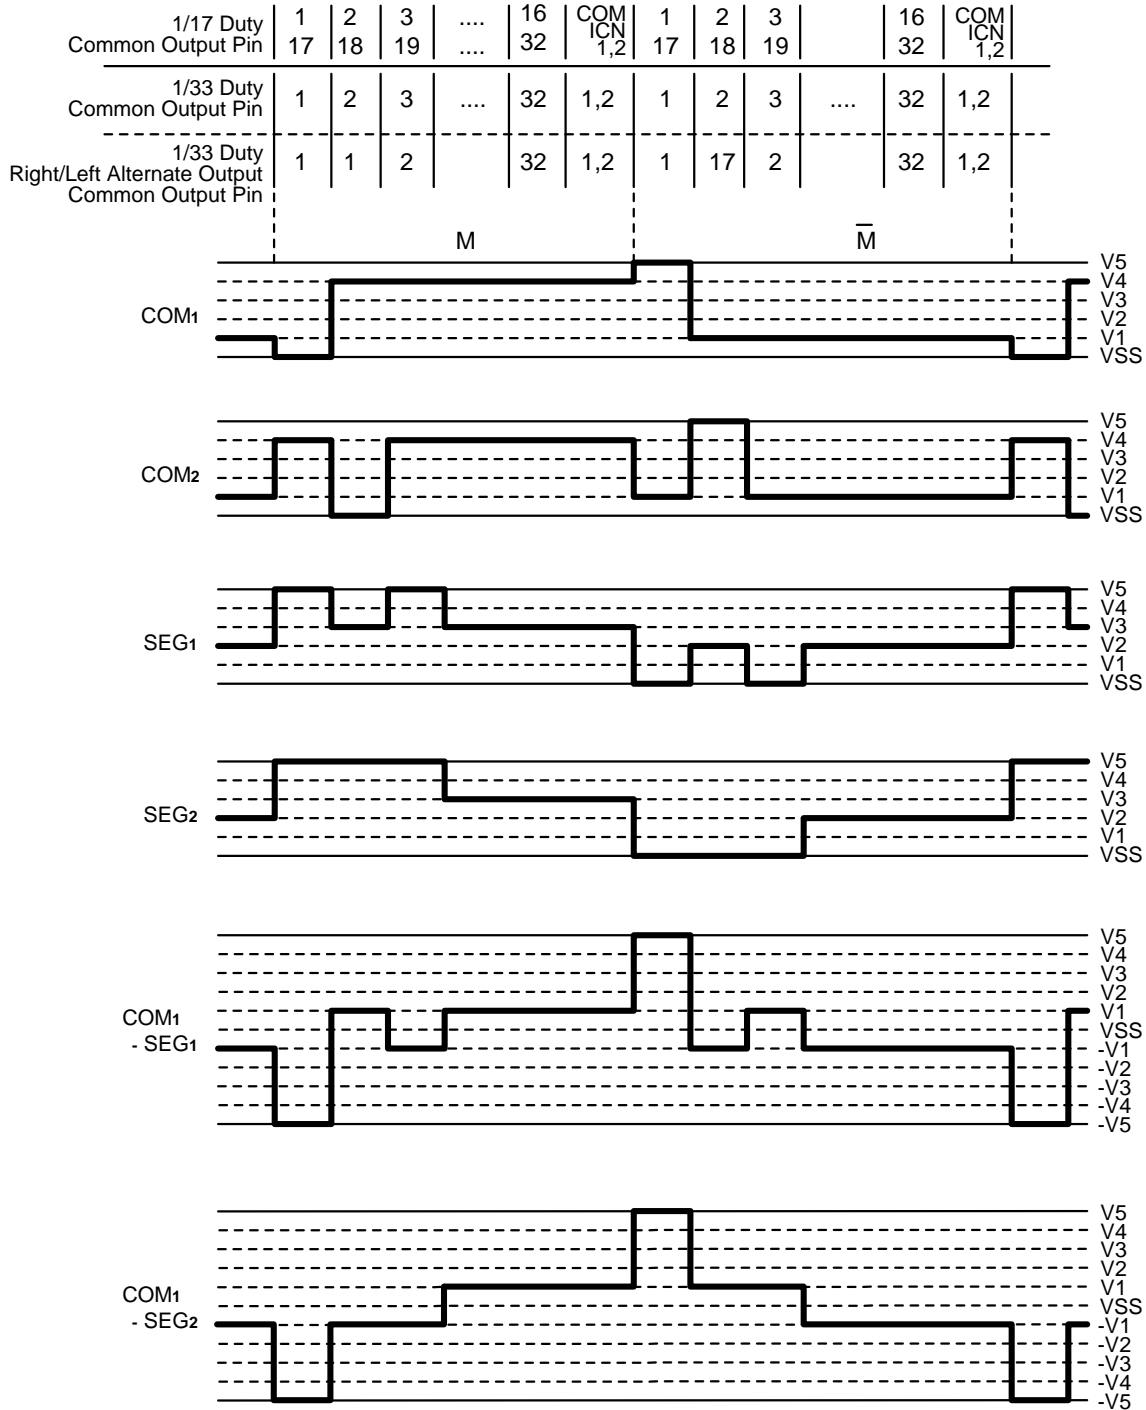 1/17 Duty 1 2 3 .... 16 COM 1 2 3 16 COM
Common Output Pin 17 18 19 .... 32 ICN 1,2 17 18 19 32 ICN 1,2
1/33 Duty
Common Output Pin 1 2 3 .... 32 1,2 1 2 3 .... 32 1,2
1/33 Duty
Right/Left Alternate Output 1 1 2 32 1,2 1 17 2 32 1,2
Common Output Pin
M M̅
V5
V4
V3
COM1 V2
V1
VSS
V5
V4
V3
COM2 V2
V1
VSS
V5
V4
V3
SEG1 V2
V1
VSS
V5
V4
V3
SEG2 V2
V1
VSS
V5
V4
V3
V2
COM1 V1
VSS
- SEG1 -V1
-V2
-V3
-V4
-V5
V5
V4
V3
V2
COM1 V1
VSS
- SEG2 -V1
-V2
-V3
-V4
-V5